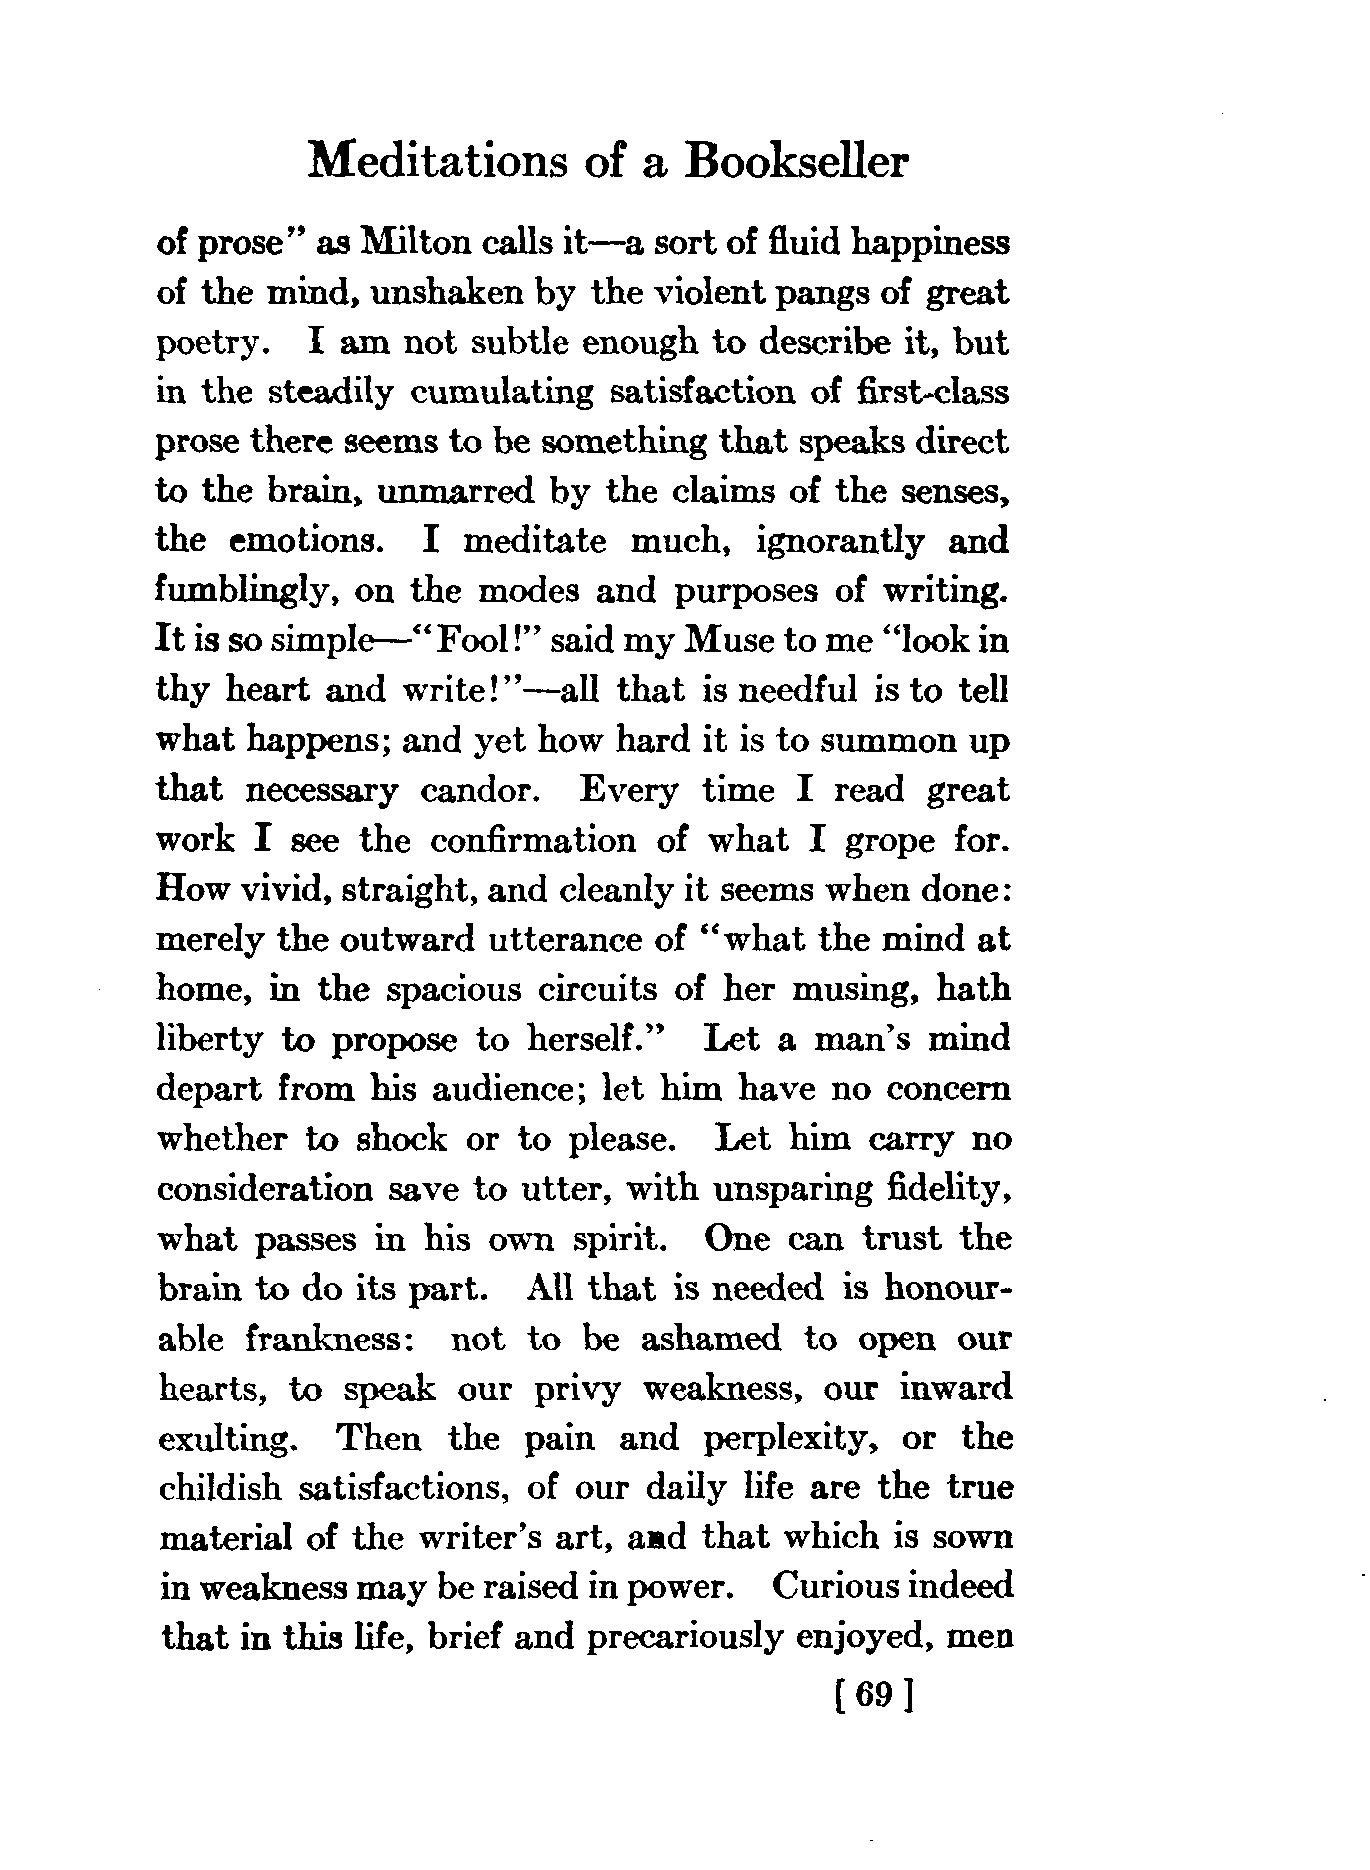 Meditations of a Bookseller
of prose” as Milton calls it—a sort of fluid happiness
of the mind, unshaken by the violent pangs of great
poetry. I am not subtle enough to describe it, but
in the steadily cumulating satisfaction of first-class
prose there seems to be something that speaks direct
to the brain, unmarred by the claims of the senses,
the emotions. I meditate much, ignorantly and
fumblingly, on the modes and purposes of writing.
It is so simple—“Fool!” said my Muse to me “look in
thy heart and write!”—all that is needful is to tell
what happens; and yet how hard it is to summon up
that necessary candor. Every time I read great
work I see the confirmation of what I grope for.
How vivid, straight, and cleanly it seems when done:
merely the outward utterance of “what the mind at
home, in the spacious circuits of her musing, hath
liberty to propose to herself.” Let a man’s mind
depart from his audience; let him have no concern
whether to shock or to please. Let him carry no
consideration save to utter, with unsparing fidelity,
what passes in his own spirit. One can trust the
brain to do its part. All that is needed is honour-
able frankness: not to be ashamed to open our
hearts, to speak our privy weakness, our inward
exulting. Then the pain and perplexity, or the
childish satisfactions, of our daily life are the true
material of the writer’s art, and that which is sown
in weakness may be raised in power. Curious indeed
that in this life, brief and precariously enjoyed, men
[ 69 ]